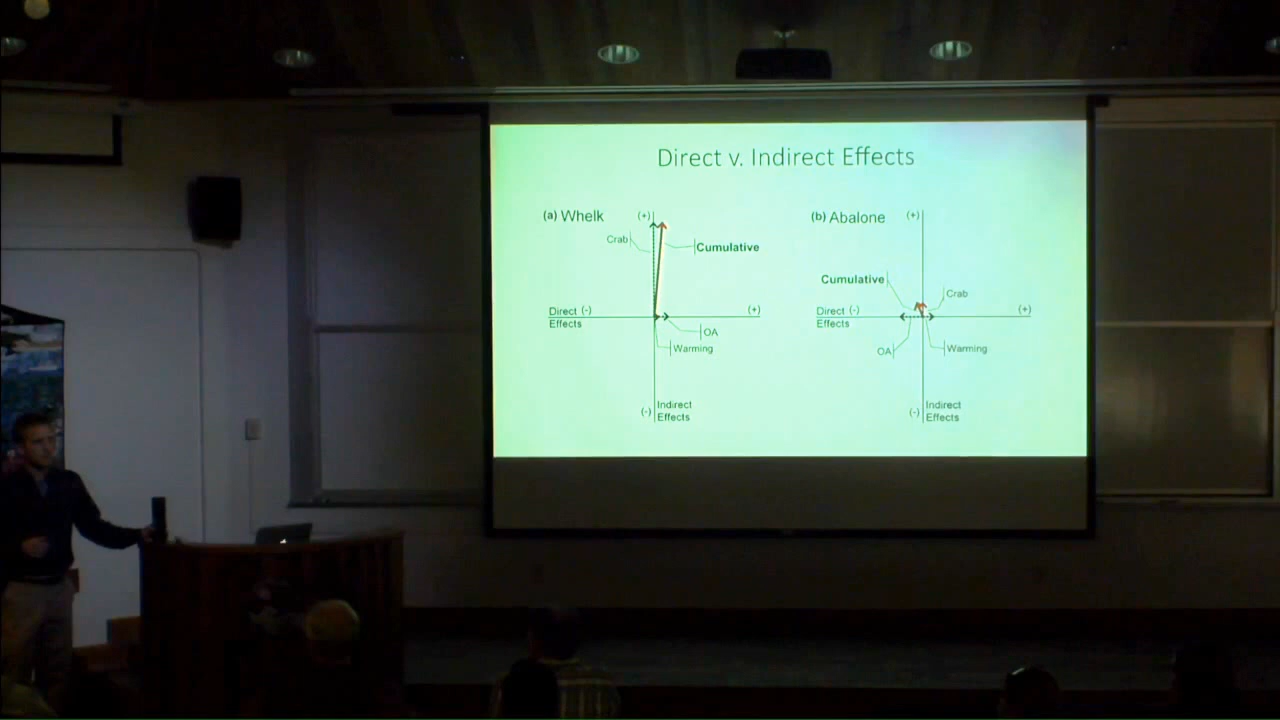 Direct v. Indirect Effects
(a) Whelk
(+)
Crab
Cumulative
Direct (-)
Effects
(+)
OA
Warming
(-)
Indirect
Effects
(b) Abalone
(+)
Cumulative
Crab
Direct (-)
Effects
(+)
OA
Warming
(-)
Indirect
Effects